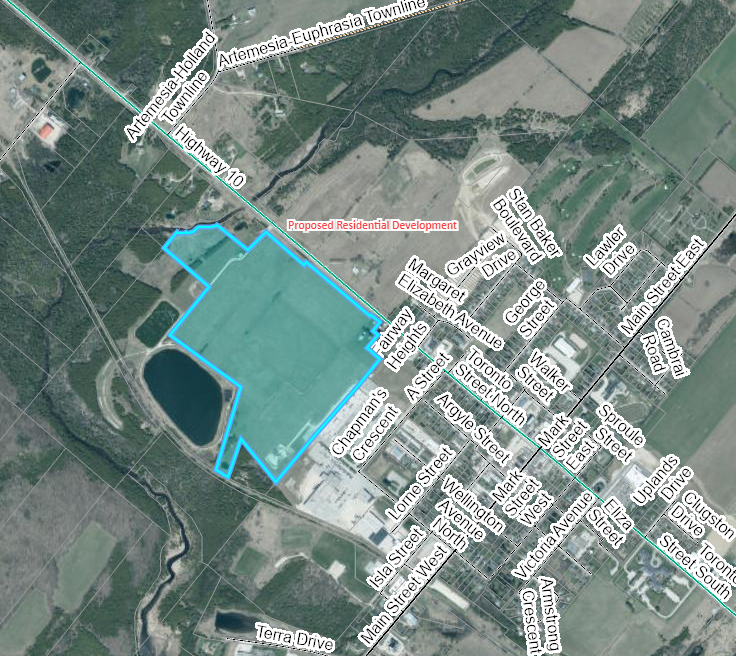 Artemesia-Euphrasia Townline
Artemesia-Holland
Townline
Highway 10
Proposed Residential Development
Stan Baker
Boulevard
Grayview
Drive
Lawlor
Drive
Margaret
Elizabeth Avenue
George
Street
Main Street East
Fairway
Heights
Cambrai
Road
Toronto
Street North
Walker
Street
A Street
Chapman's
Crescent
Argyle Street
Mark
Street
East
Sproule
Street
Lorne Street
Mark
Street
West
Uplands
Drive
Clugston
Drive
Wellington
Avenue
North
Victoria Avenue
Eliza
Street
Toronto
Street South
Isla Street
Main Street West
Armstrong
Crescent
Terra Drive